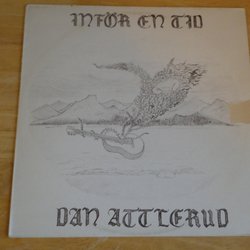 INFÖR EN TID
DAN ATTLERUD